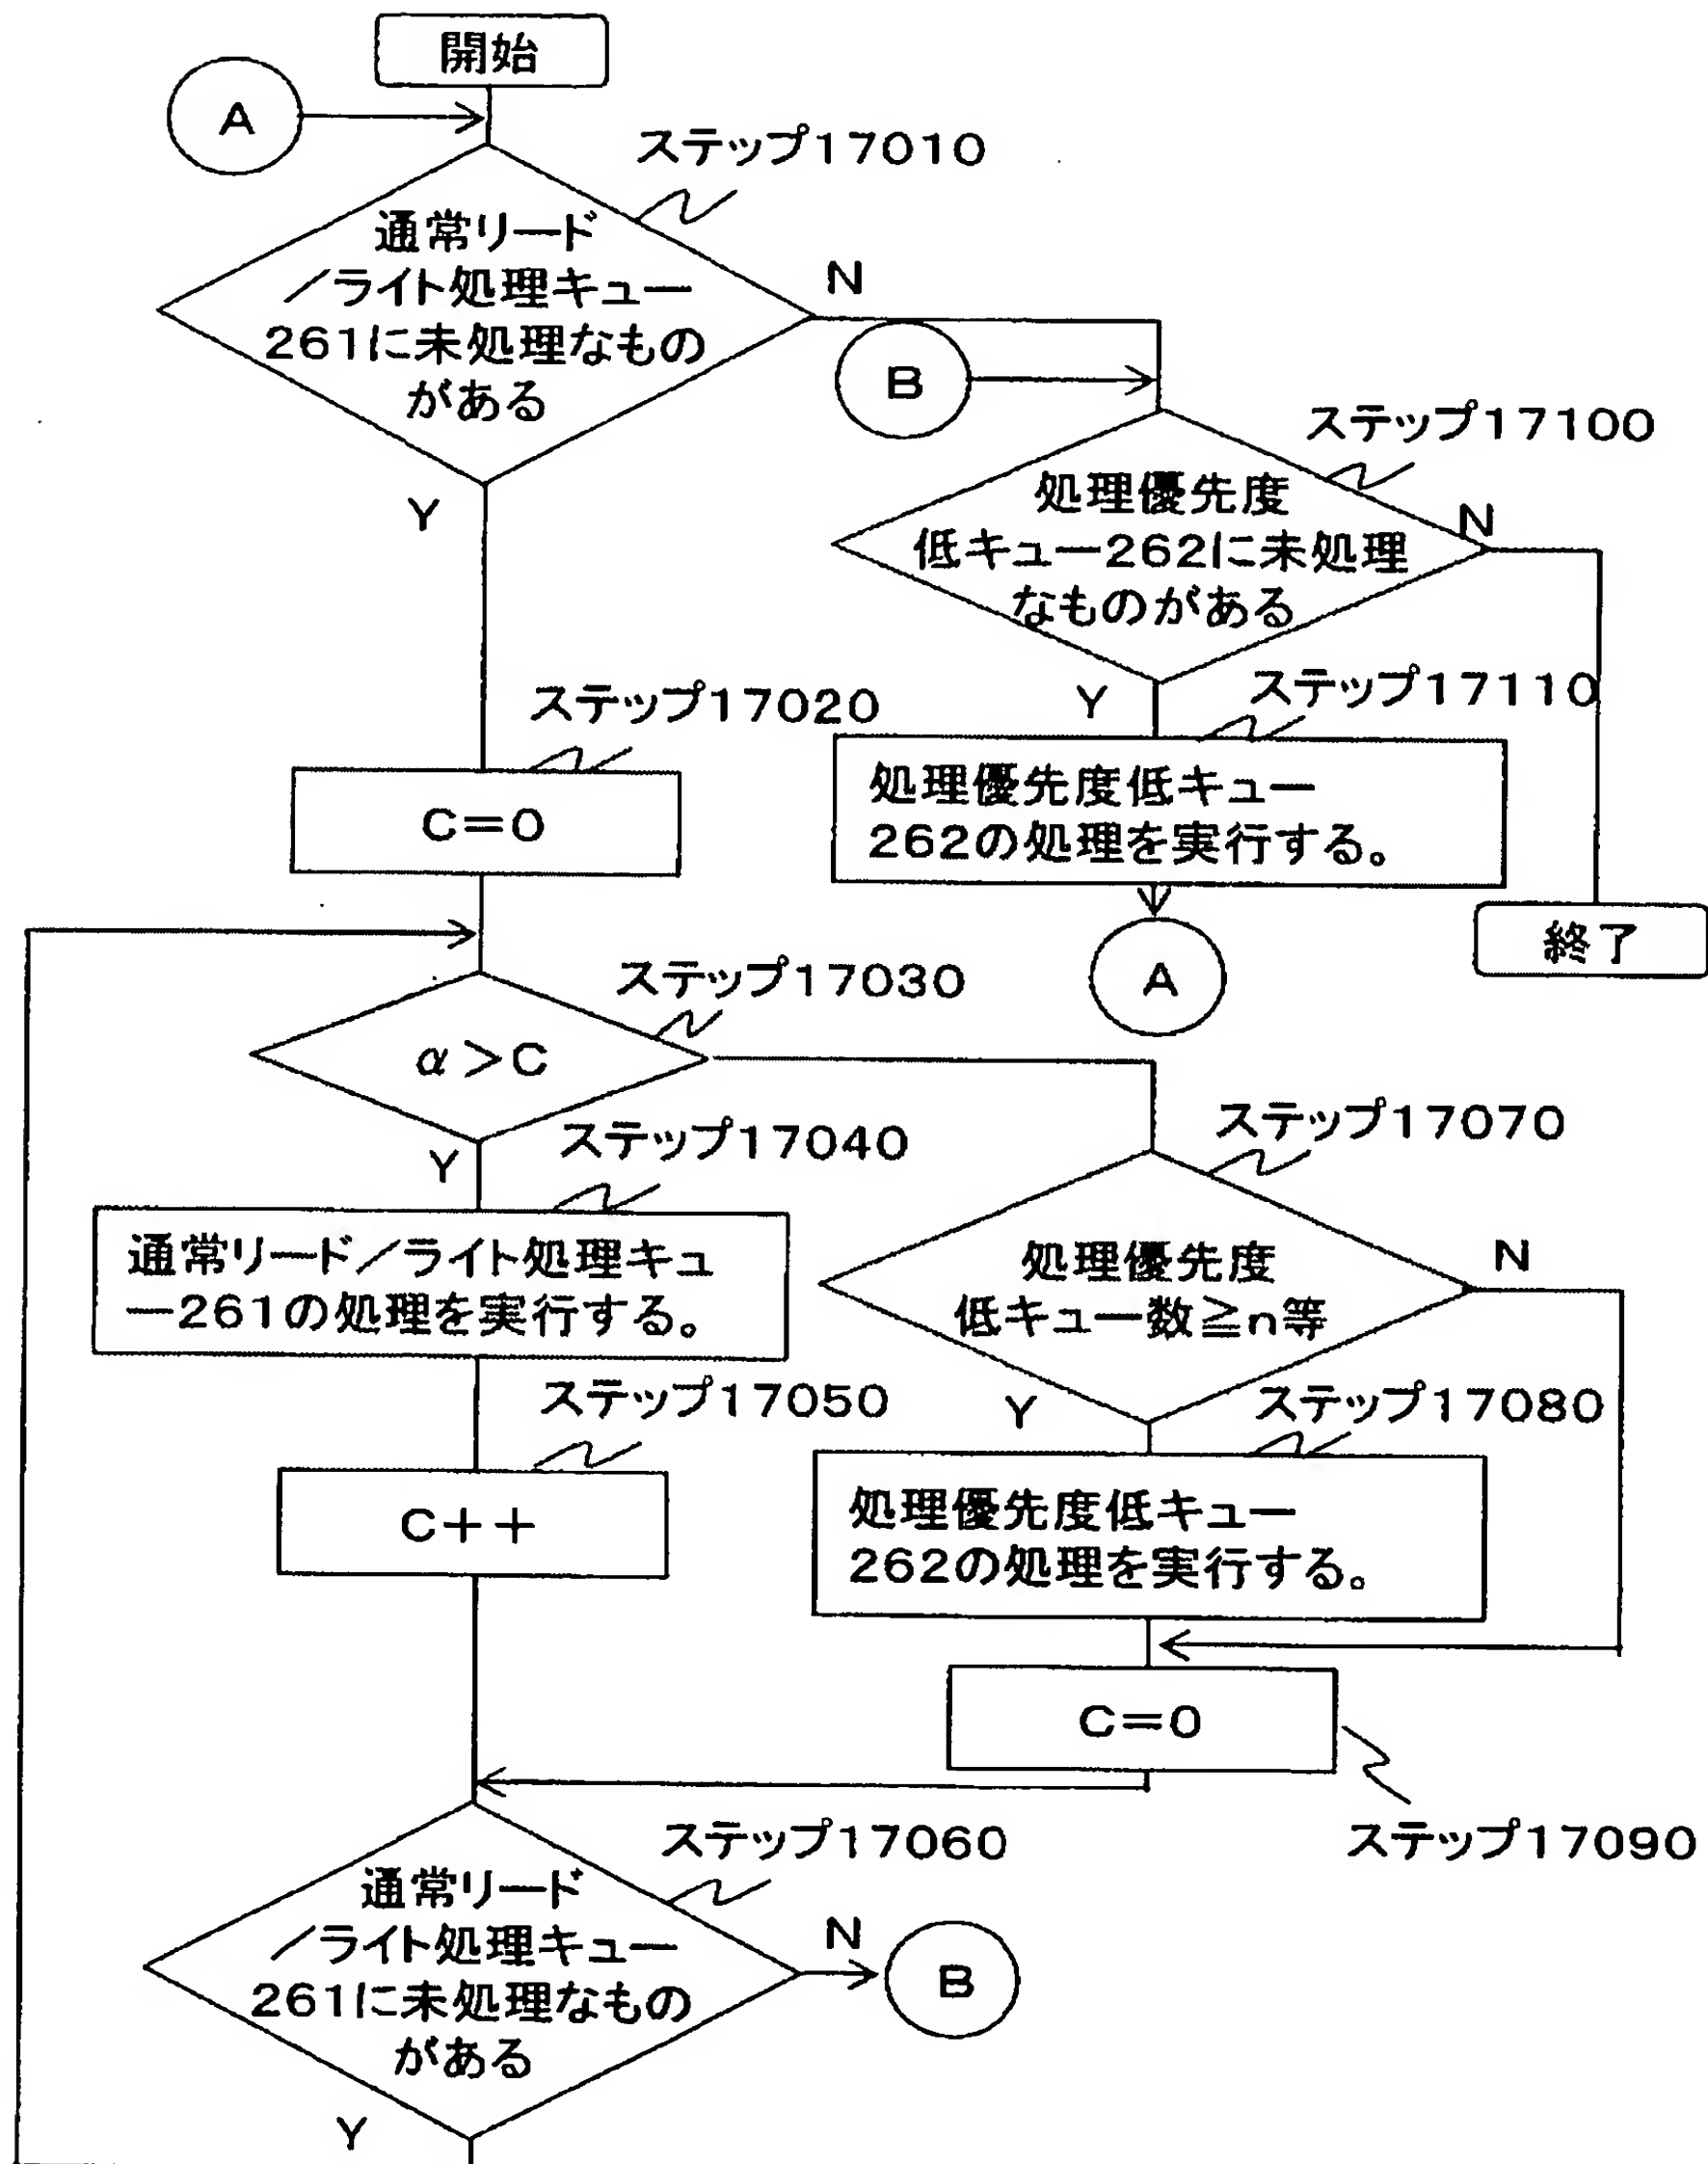 開始
A
ステップ17010
通常リード
／ライト処理キュー
261に未処理なもの
がある
N
Y
B
ステップ17100
処理優先度
低キュー262に未処理
なものがある
N
Y
ステップ17110
処理優先度低キュー
262の処理を実行する。
A
終了
ステップ17020
C=0
ステップ17030
α＞C
Y
ステップ17040
通常リード／ライト処理キュ
ー261の処理を実行する。
ステップ17050
C++
ステップ17070
処理優先度
低キュー数≧n等
N
Y
ステップ17080
処理優先度低キュー
262の処理を実行する。
C=0
ステップ17090
ステップ17060
通常リード
／ライト処理キュー
261に未処理なもの
がある
N
B
Y